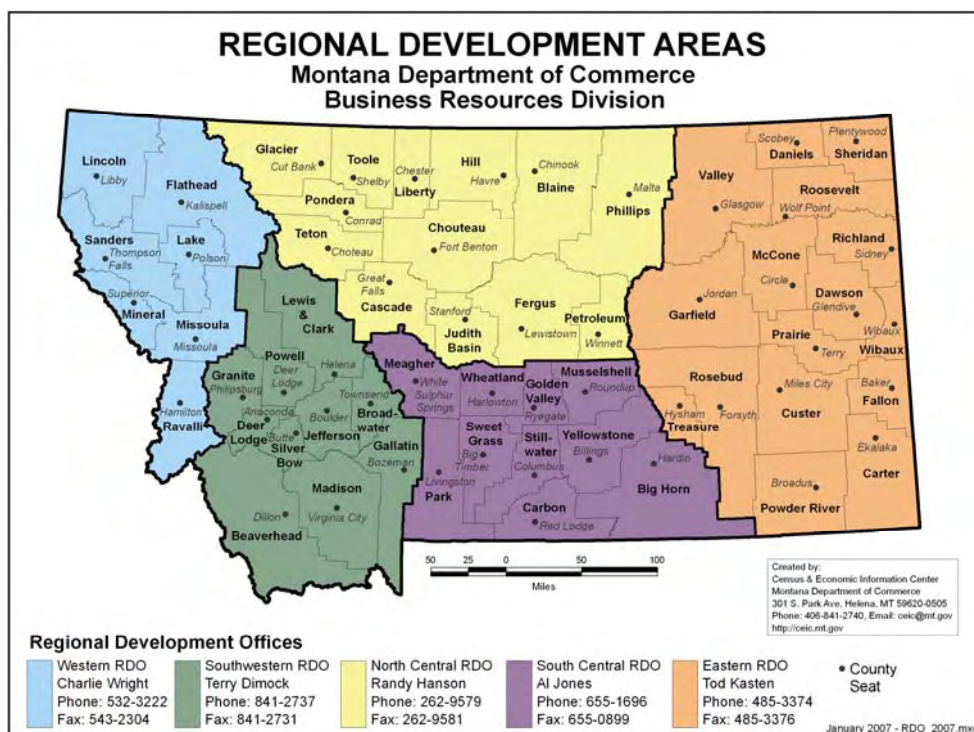 REGIONAL DEVELOPMENT AREAS
Montana Department of Commerce
Business Resources Division
Lincoln
Libby
Flathead
Kalispell
Sanders
Thompson
Falls
Lake
Polson
Superior
Mineral
Missoula
Missoula
Hamilton
Ravalli
Glacier
Cut Bank
Toole
Shelby
Chester
Liberty
Hill
Havre
Chinook
Blaine
Malta
Phillips
Pondera
Conrad
Teton
Choteau
Chouteau
Fort Benton
Great
Falls
Cascade
Stanford
Judith
Basin
Fergus
Lewistown
Petroleum
Winnett
Lewis
&
Clark
Powell
Deer
Lodge
Helena
Granite
Philipsburg
Townsend
Broad-
water
Anaconda
Deer
Lodge
Boulder
Butte
Silver
Bow
Jefferson
Gallatin
Bozeman
Madison
Virginia City
Dillon
Beaverhead
Meagher
White
Sulphur
Springs
Wheatland
Harlowton
Golden
Valley
Ryegate
Musselshell
Roundup
Sweet
Grass
Big
Timber
Still-
water
Columbus
Yellowstone
Billings
Hardin
Big Horn
Livingston
Park
Carbon
Red Lodge
Valley
Glasgow
Scobey
Daniels
Plentywood
Sheridan
Roosevelt
Wolf Point
Richland
Sidney
McCone
Circle
Jordan
Garfield
Dawson
Glendive
Prairie
Terry
Wibaux
Wibaux
Rosebud
Forsyth
Hysham
Treasure
Miles City
Custer
Baker
Fallon
Ekalaka
Carter
Broadus
Powder River
50 25 0 50 100
Miles
Created by:
Census & Economic Information Center
Montana Department of Commerce
301 S. Park Ave, Helena, MT 59620-0505
Phone: 406-841-2740, Email: ceic@mt.gov
http://ceic.mt.gov
Regional Development Offices
Western RDO
Charlie Wright
Phone: 532-3222
Fax: 543-2304
Southwestern RDO
Terry Dimock
Phone: 841-2737
Fax: 841-2731
North Central RDO
Randy Hanson
Phone: 262-9579
Fax: 262-9581
South Central RDO
Al Jones
Phone: 655-1696
Fax: 655-0899
Eastern RDO
Tod Kasten
Phone: 485-3374
Fax: 485-3376
County
Seat
January 2007 - RDO_2007.mxd